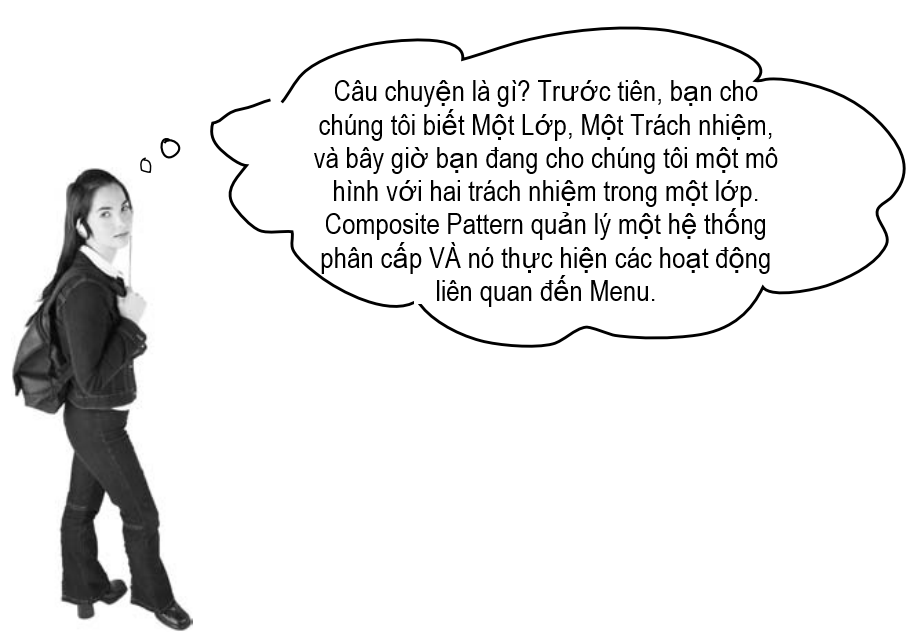 Câu chuyện là gì? Trước tiên, bạn cho
chúng tôi biết Một Lớp, Một Trách nhiệm,
và bây giờ bạn đang cho chúng tôi một mô
hình với hai trách nhiệm trong một lớp.
Composite Pattern quản lý một hệ thống
phân cấp VÀ nó thực hiện các hoạt động
liên quan đến Menu.